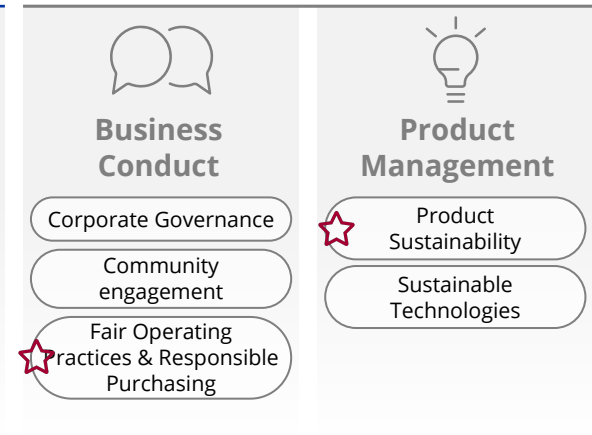 Business
Conduct
Corporate Governance
Community
engagement
Fair Operating
Practices & Responsible
Purchasing
Product
Management
Product
Sustainability
Sustainable
Technologies